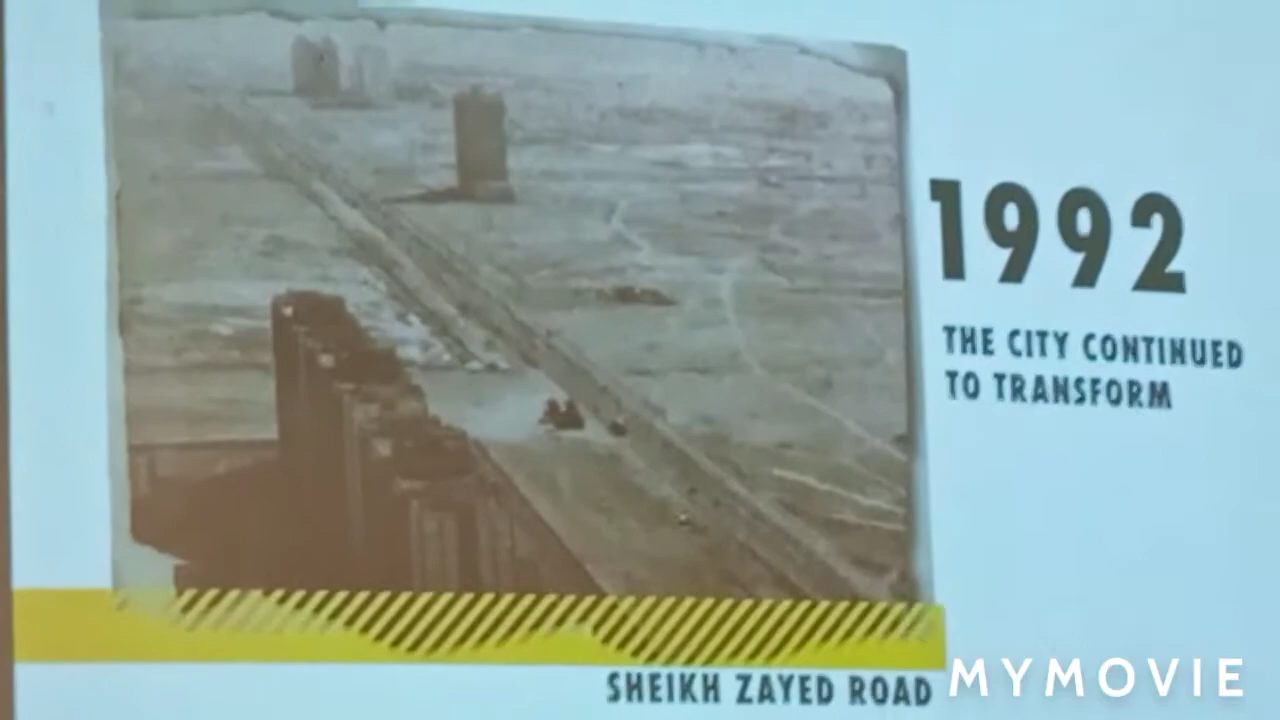 1992
THE CITY CONTINUED
TO TRANSFORM
SHEIKH ZAYED ROAD
MYMOVIE